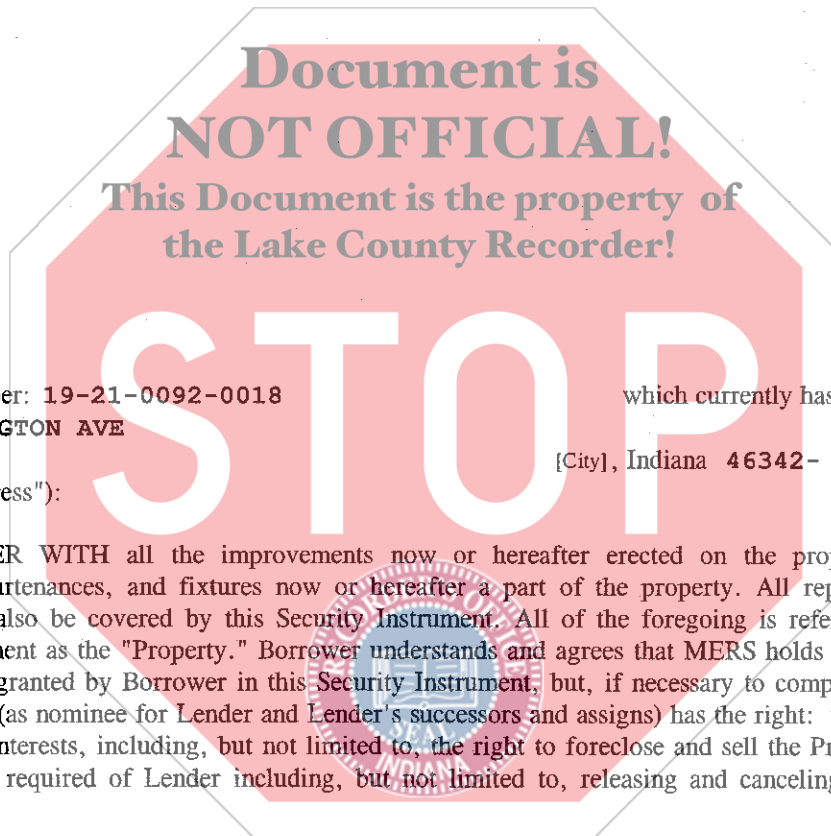 Document is
NOT OFFICIAL!
This Document is the property of
the Lake County Recorder!
STOP
er: 19-21-0092-0018 which currently has
GTON AVE
[City], Indiana 46342-
ress"):
ER WITH all the improvements now or hereafter erected on the prop
urtenances, and fixtures now or hereafter a part of the property. All rep
also be covered by this Security Instrument. All of the foregoing is refe
nent as the "Property." Borrower understands and agrees that MERS holds
granted by Borrower in this Security Instrument, but, if necessary to comp
(as nominee for Lender and Lender's successors and assigns) has the right:
nterests, including, but not limited to, the right to foreclose and sell the Pr
required of Lender including, but not limited to, releasing and canceling
RECORDER OF
SEAL
INDIANA